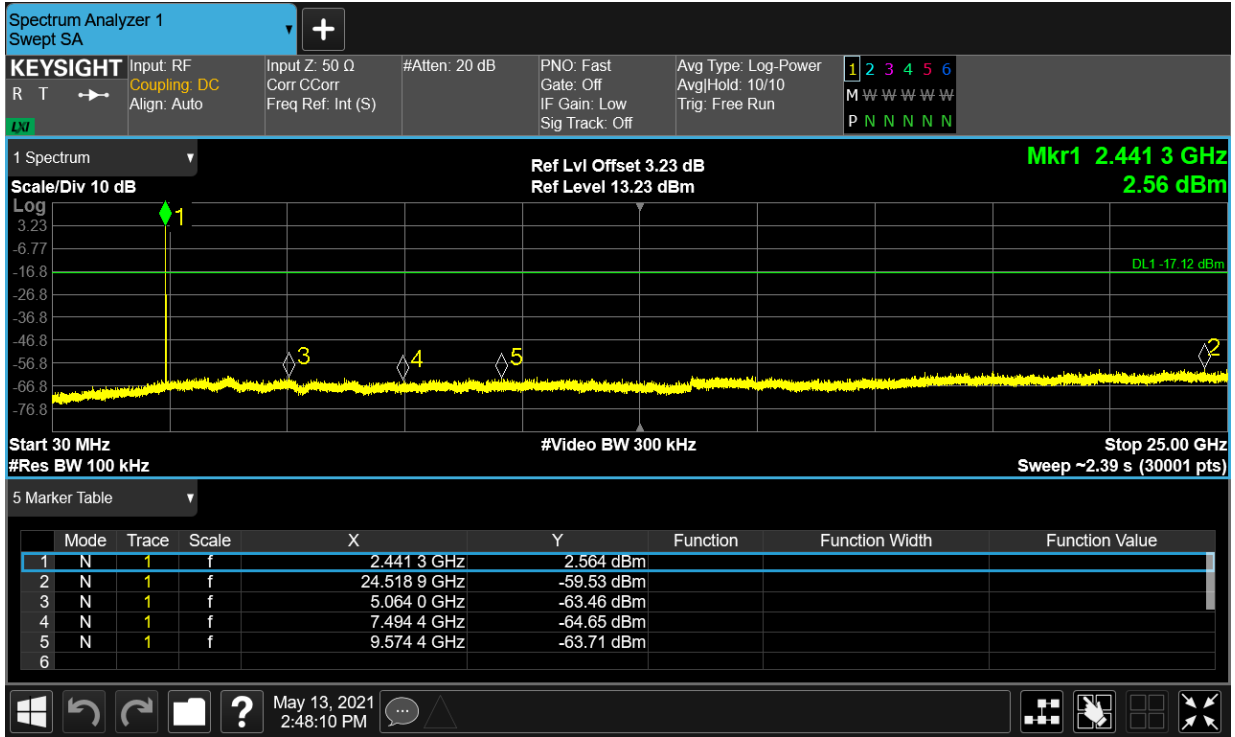 Spectrum Analyzer 1
Swept SA
KEYSIGHT
R T
LXI
Input: RF
Coupling: DC
Align: Auto
Input Z: 50 Ω
Corr CCorr
Freq Ref: Int (S)
#Atten: 20 dB
PNO: Fast
Gate: Off
IF Gain: Low
Sig Track: Off
Avg Type: Log-Power
Avg|Hold: 10/10
Trig: Free Run
1 2 3 4 5 6
M W W W W W
P N N N N N
1 Spectrum
Scale/Div 10 dB
Ref Lvl Offset 3.23 dB
Ref Level 13.23 dBm
Mkr1 2.441 3 GHz
2.56 dBm
Log
3.23
-6.77
-16.8
-26.8
-36.8
-46.8
-56.8
-66.8
-76.8
1
DL1 -17.12 dBm
3
4
5
2
Start 30 MHz
#Res BW 100 kHz
#Video BW 300 kHz
Stop 25.00 GHz
Sweep ~2.39 s (30001 pts)
5 Marker Table
Mode Trace Scale X Y Function Function Width Function Value
1 N 1 f 2.441 3 GHz 2.564 dBm
2 N 1 f 24.518 9 GHz -59.53 dBm
3 N 1 f 5.064 0 GHz -63.46 dBm
4 N 1 f 7.494 4 GHz -64.65 dBm
5 N 1 f 9.574 4 GHz -63.71 dBm
6
?
May 13, 2021
2:48:10 PM